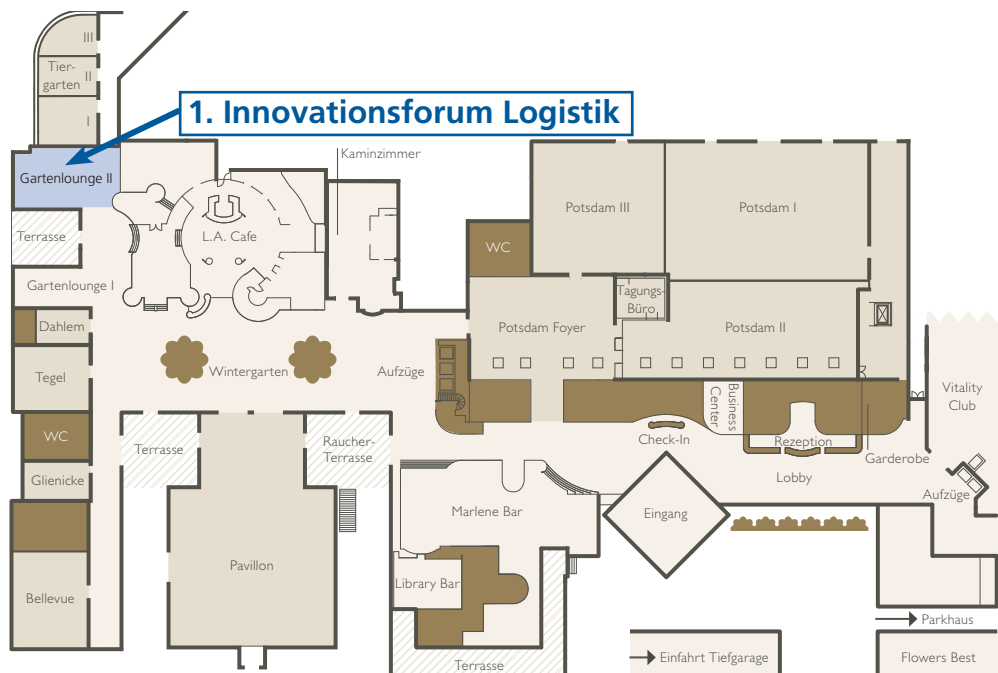 III
Tier-
garten
II
I
1. Innovationsforum Logistik
Gartenlounge II
Kaminzimmer
Potsdam III
Potsdam I
Terrasse
L.A. Cafe
WC
Gartenlounge I
Tagungs-
Büro
Dahlem
Potsdam Foyer
Potsdam II
Tegel
Wintergarten
Aufzüge
Business
Center
Vitality
Club
WC
Terrasse
Raucher-
Terrasse
Check-In
Rezeption
Garderobe
Glienicke
Lobby
Aufzüge
Marlene Bar
Eingang
Pavillon
Library Bar
Bellevue
Parkhaus
Terrasse
Einfahrt Tiefgarage
Flowers Best